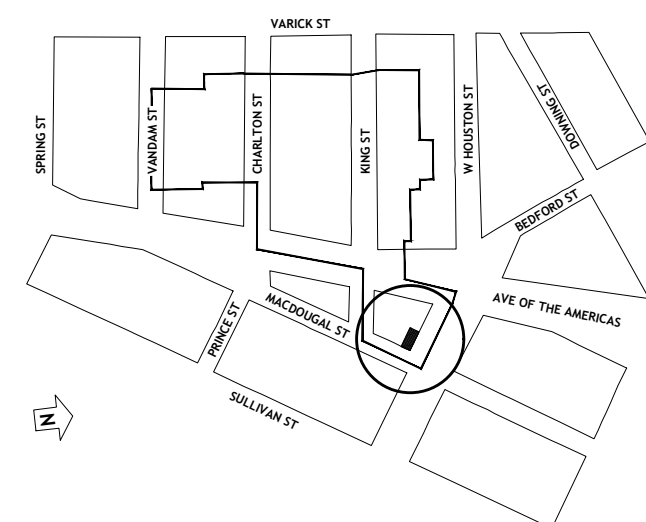 VARICK ST
SPRING ST
VANDAM ST
CHARLTON ST
KING ST
W HOUSTON ST
DOWNING ST
BEDFORD ST
AVE OF THE AMERICAS
MACDOUGAL ST
PRINCE ST
SULLIVAN ST
N